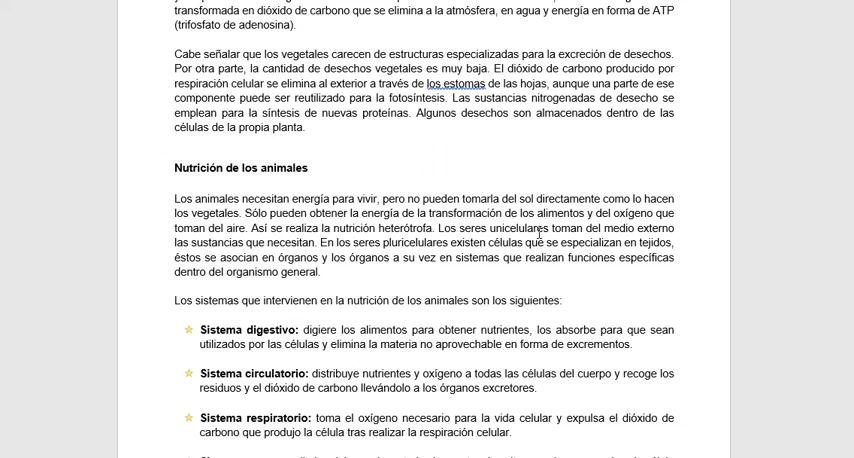 transformada en dióxido de carbono que se elimina a la atmósfera, en agua y energía en forma de ATP
(trifosfato de adenosina).
Cabe señalar que los vegetales carecen de estructuras especializadas para la excreción de desechos.
Por otra parte, la cantidad de desechos vegetales es muy baja. El dióxido de carbono producido por
respiración celular se elimina al exterior a través de los estomas de las hojas, aunque una parte de ese
componente puede ser reutilizado para la fotosíntesis. Las sustancias nitrogenadas de desecho se
emplean para la síntesis de nuevas proteínas. Algunos desechos son almacenados dentro de las
células de la propia planta.
Nutrición de los animales
Los animales necesitan energía para vivir, pero no pueden tomarla del sol directamente como lo hacen
los vegetales. Sólo pueden obtener la energía de la transformación de los alimentos y del oxígeno que
toman del aire. Así se realiza la nutrición heterótrofa. Los seres unicelulares toman del medio externo
las sustancias que necesitan. En los seres pluricelulares existen células que se especializan en tejidos,
éstos se asocian en órganos y los órganos a su vez en sistemas que realizan funciones específicas
dentro del organismo general.
Los sistemas que intervienen en la nutrición de los animales son los siguientes:
Sistema digestivo: digiere los alimentos para obtener nutrientes, los absorbe para que sean
utilizados por las células y elimina la materia no aprovechable en forma de excrementos.
Sistema circulatorio: distribuye nutrientes y oxígeno a todas las células del cuerpo y recoge los
residuos y el dióxido de carbono llevándolo a los órganos excretores.
Sistema respiratorio: toma el oxígeno necesario para la vida celular y expulsa el dióxido de
carbono que produjo la célula tras realizar la respiración celular.